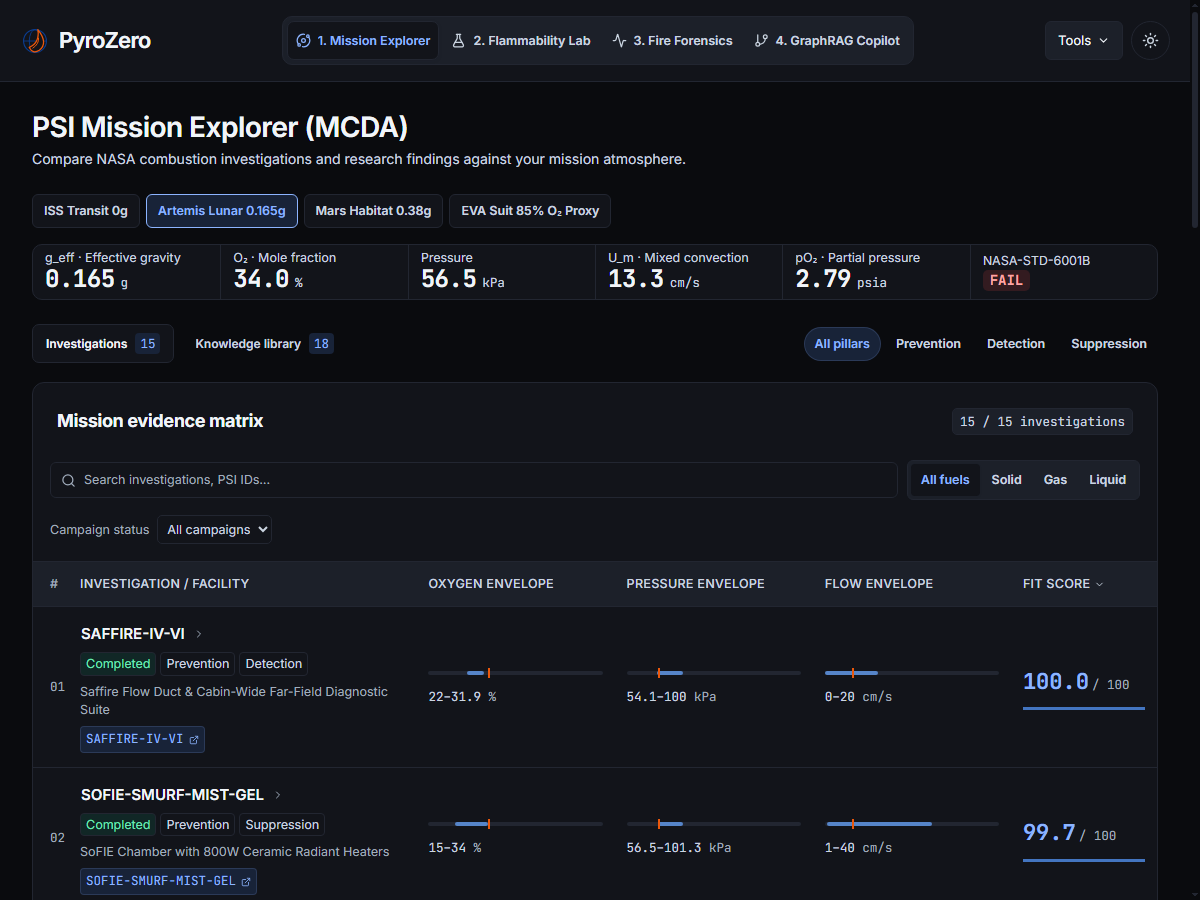 PyroZero
1. Mission Explorer
2. Flammability Lab
3. Fire Forensics
4. GraphRAG Copilot
Tools
PSI Mission Explorer (MCDA)
Compare NASA combustion investigations and research findings against your mission atmosphere.
ISS Transit 0g
Artemis Lunar 0.165g
Mars Habitat 0.38g
EVA Suit 85% O₂ Proxy
g_eff · Effective gravity
0.165 g
O₂ · Mole fraction
34.0 %
Pressure
56.5 kPa
U_m · Mixed convection
13.3 cm/s
pO₂ · Partial pressure
2.79 psia
NASA-STD-6001B
FAIL
Investigations 15
Knowledge library 18
All pillars
Prevention
Detection
Suppression
Mission evidence matrix
15 / 15 investigations
Search investigations, PSI IDs...
All fuels
Solid
Gas
Liquid
Campaign status
All campaigns
# INVESTIGATION / FACILITY OXYGEN ENVELOPE PRESSURE ENVELOPE FLOW ENVELOPE FIT SCORE
01
SAFFIRE-IV-VI
Completed Prevention Detection
Saffire Flow Duct & Cabin-Wide Far-Field Diagnostic
Suite
SAFFIRE-IV-VI
22–31.9 %
54.1–100 kPa
0–20 cm/s
100.0 / 100
02
SOFIE-SMURF-MIST-GEL
Completed Prevention Suppression
SoFIE Chamber with 800W Ceramic Radiant Heaters
SOFIE-SMURF-MIST-GEL
15–34 %
56.5–101.3 kPa
1–40 cm/s
99.7 / 100